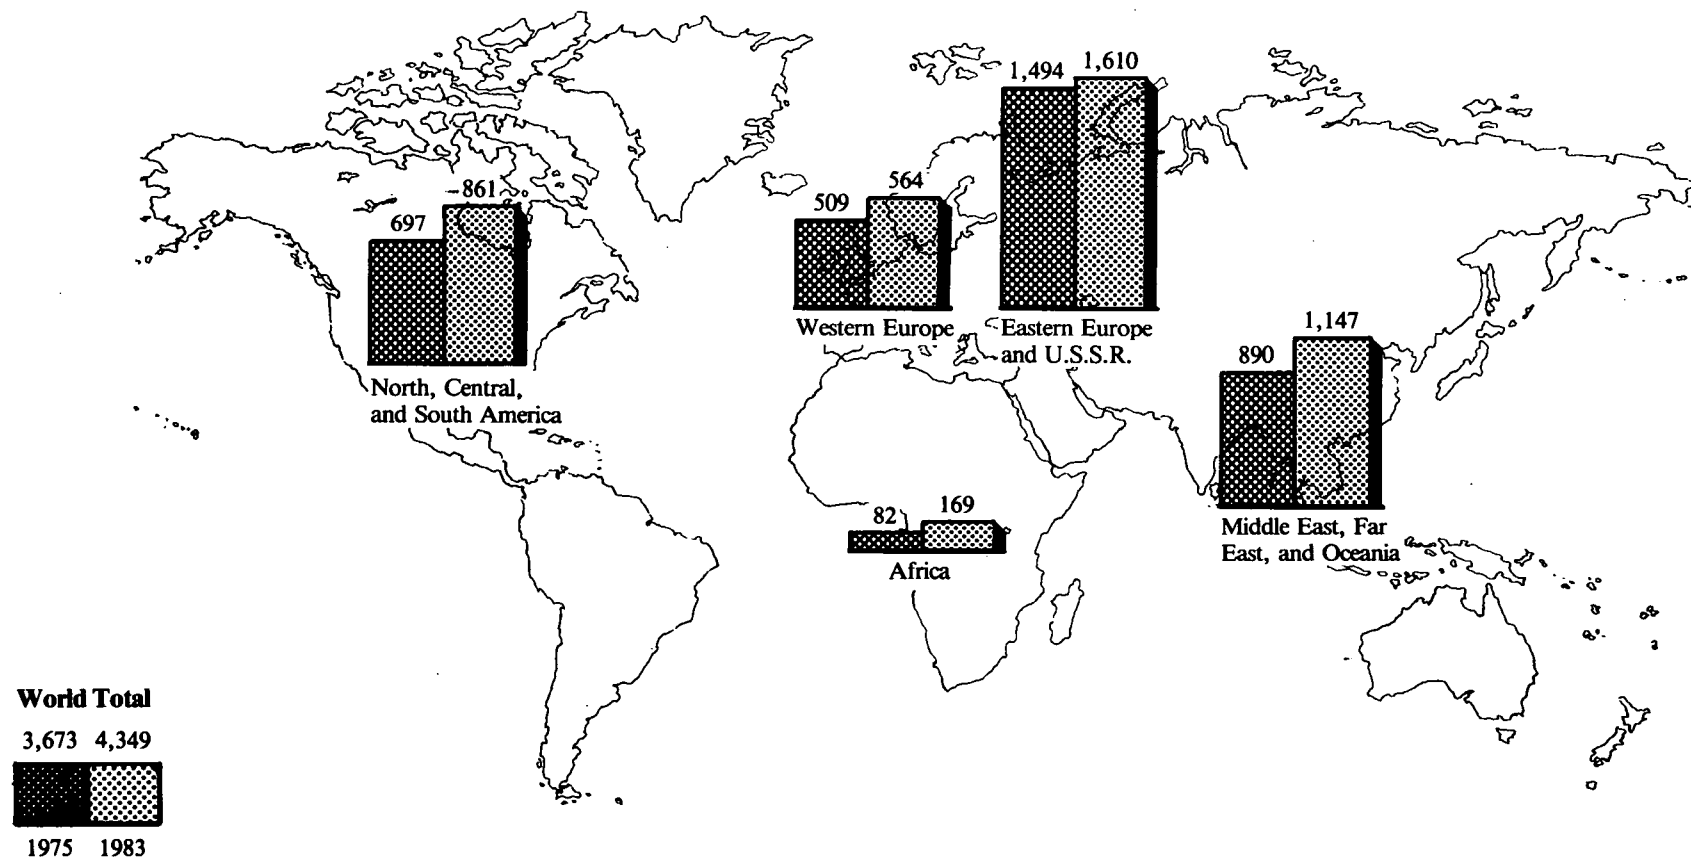 1,494 1,610
861
697
509 564
Western Europe
Eastern Europe
and U.S.S.R.
1,147
890
North, Central,
and South America
82 169
Africa
Middle East, Far
East, and Oceania
World Total
3,673 4,349
1975 1983